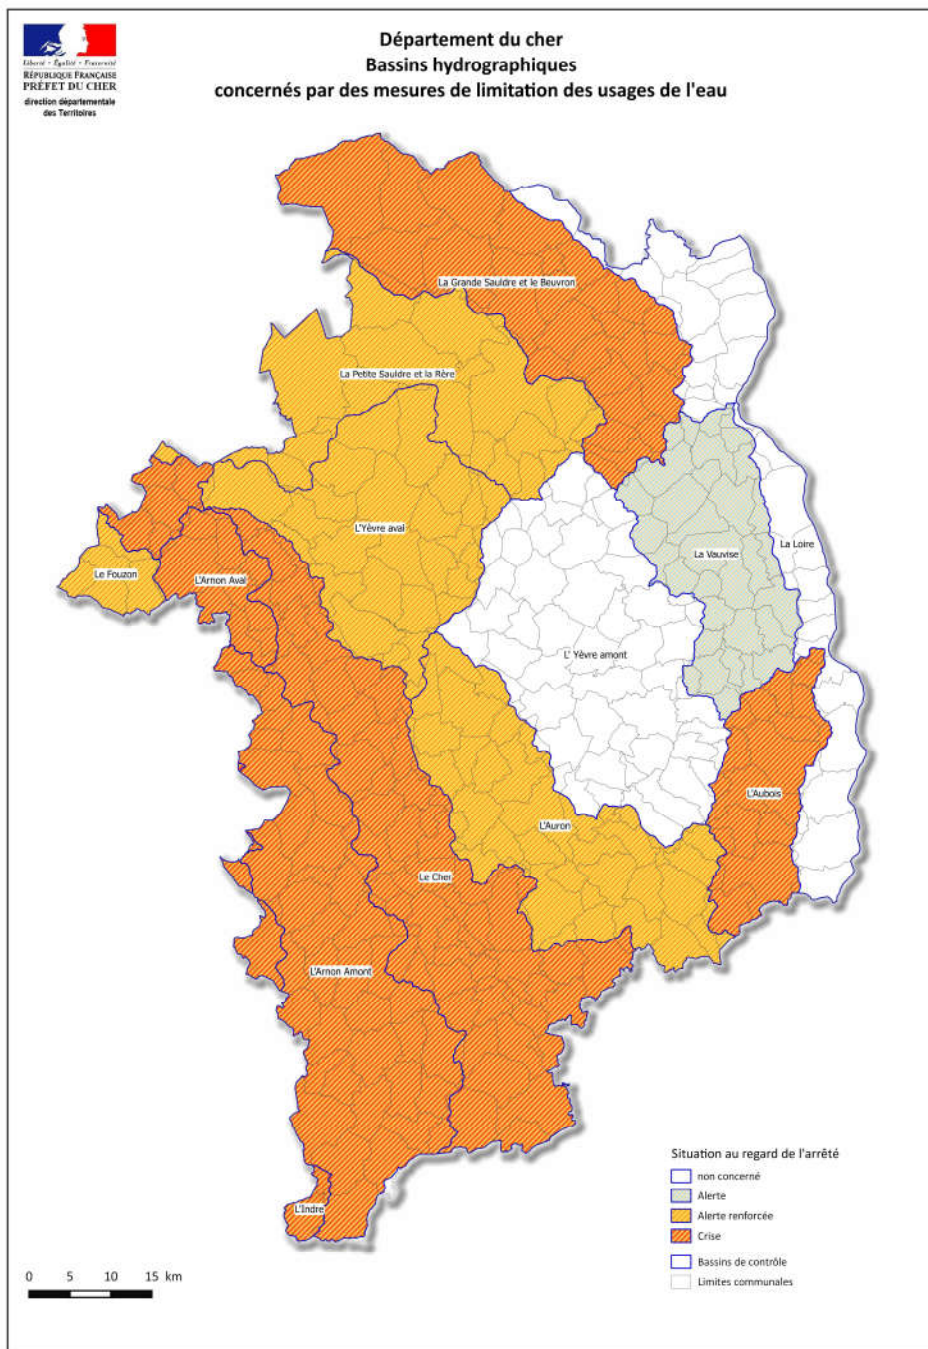 Liberté • Égalité • Fraternité
RÉPUBLIQUE FRANÇAISE
PRÉFET DU CHER
direction départementale
des Territoires
Département du cher
Bassins hydrographiques
concernés par des mesures de limitation des usages de l'eau
La Grande Sauldre et le Beuvron
La Petite Sauldre et la Rère
L'Yèvre aval
La Vauvise
La Loire
Le Fouzon
L'Arnon Aval
L' Yèvre amont
L'Aubois
L'Auron
Le Cher
L'Arnon Amont
L'Indre
Situation au regard de l'arrêté
non concerné
Alerte
Alerte renforcée
Crise
Bassins de contrôle
Limites communales
0 5 10 15 km